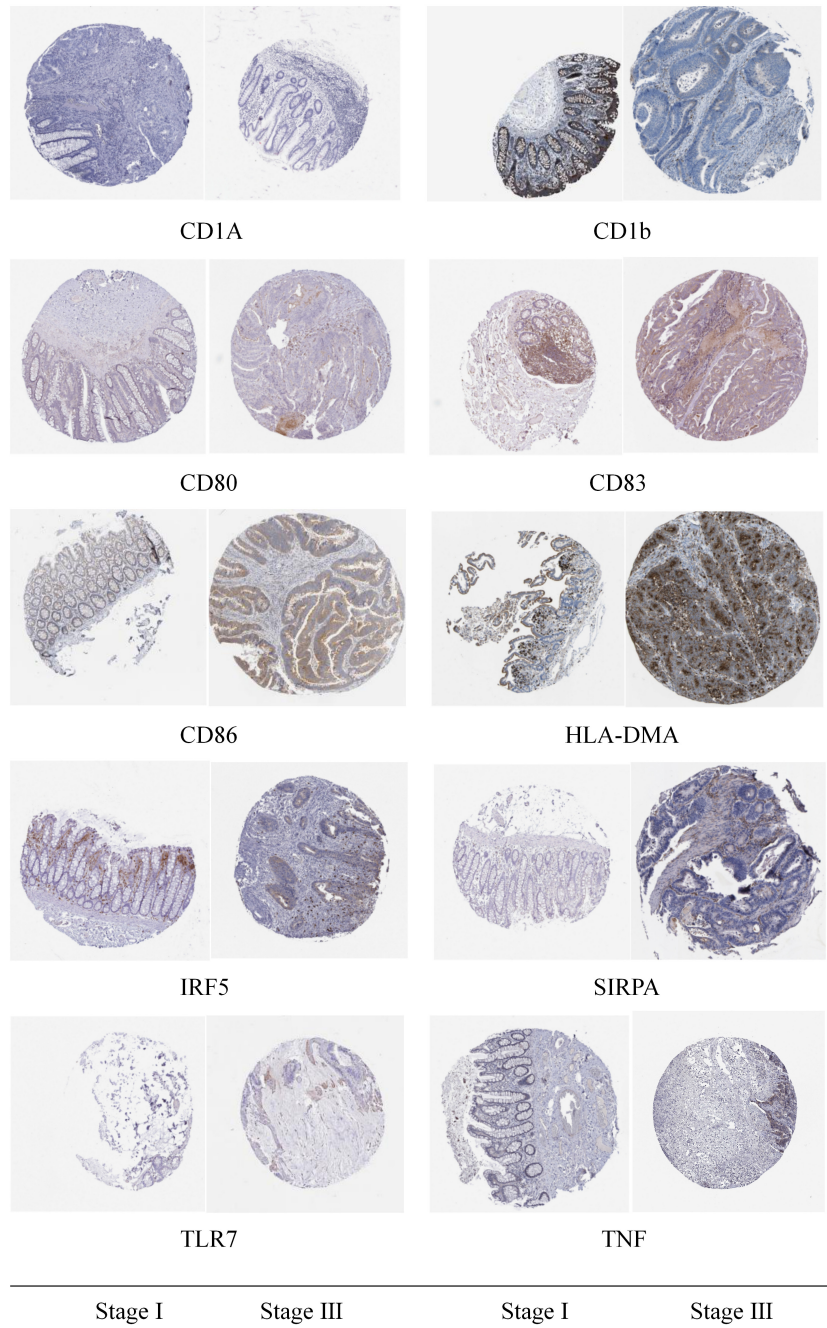 CD1A CD1b
CD80 CD83
CD86 HLA-DMA
IRF5 SIRPA
TLR7 TNF
Stage I Stage III Stage I Stage III